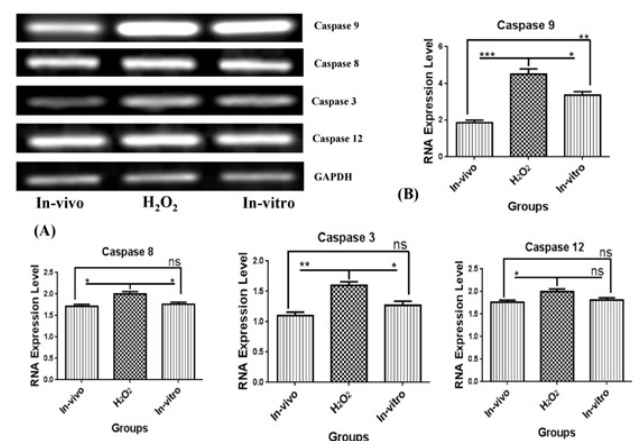 Caspase 9
Caspase 8
Caspase 3
Caspase 12
GAPDH
In-vivo H₂O₂ In-vitro
(A)
Caspase 9
RNA Expression Level
6
4
2
0
***
*
**
In-vivo
H₂O₂
In-vitro
Groups
(B)
Caspase 8
RNA Expression Level
2.5
2.0
1.5
1.0
0.5
0.0
*
*
ns
In-vivo
H₂O₂
In-vitro
Groups
Caspase 3
RNA Expression Level
2.0
1.5
1.0
0.5
0.0
**
*
ns
In-vivo
H₂O₂
In-vitro
Groups
Caspase 12
RNA Expression Level
2.5
2.0
1.5
1.0
0.5
0.0
*
ns
ns
In-vivo
H₂O₂
In-vitro
Groups